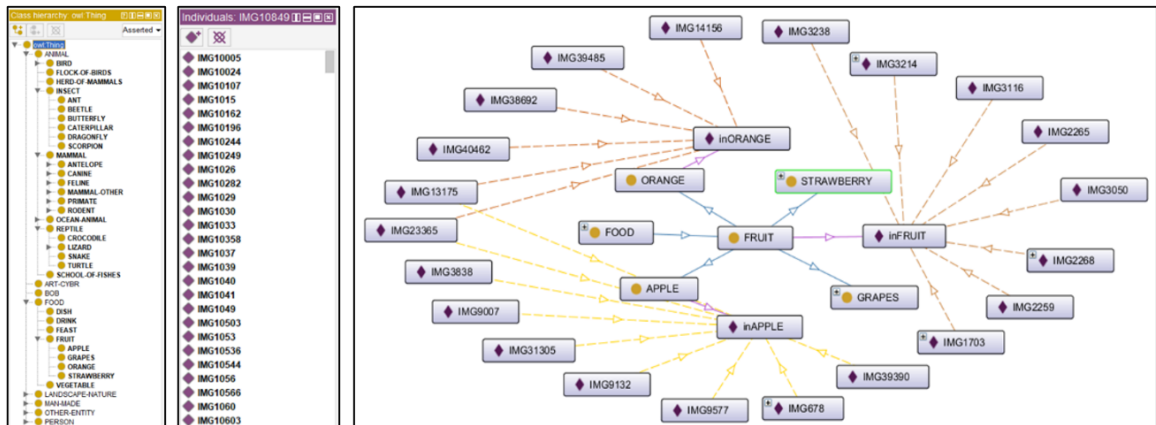 Class hierarchy: owl:Thing
Asserted
owl:Thing
ANIMAL
BIRD
FLOCK-OF-BIRDS
HERD-OF-MAMMALS
INSECT
ANT
BEETLE
BUTTERFLY
CATERPILLAR
DRAGONFLY
SCORPION
MAMMAL
ANTELOPE
CANINE
FELINE
MAMMAL-OTHER
PRIMATE
RODENT
OCEAN-ANIMAL
REPTILE
CROCODILE
LIZARD
SNAKE
TURTLE
SCHOOL-OF-FISHES
ART-CYBR
BOB
FOOD
DISH
DRINK
FEAST
FRUIT
APPLE
GRAPES
ORANGE
STRAWBERRY
VEGETABLE
LANDSCAPE-NATURE
MAN-MADE
OTHER-ENTITY
PERSON
Individuals: IMG10849
IMG10005
IMG10024
IMG10107
IMG1015
IMG10162
IMG10196
IMG10244
IMG10249
IMG1026
IMG10282
IMG1029
IMG1030
IMG1033
IMG10358
IMG1037
IMG1039
IMG1040
IMG1041
IMG1049
IMG10503
IMG1053
IMG10536
IMG10544
IMG1056
IMG10566
IMG1060
IMG10603
IMG14156
IMG3238
IMG39485
IMG3214
IMG38692
IMG3116
IMG40462
inORANGE
IMG2265
IMG13175
ORANGE
STRAWBERRY
IMG3050
IMG23365
FOOD
FRUIT
inFRUIT
IMG3838
IMG2268
APPLE
GRAPES
IMG9007
inAPPLE
IMG2259
IMG31305
IMG1703
IMG9132
IMG39390
IMG9577
IMG678